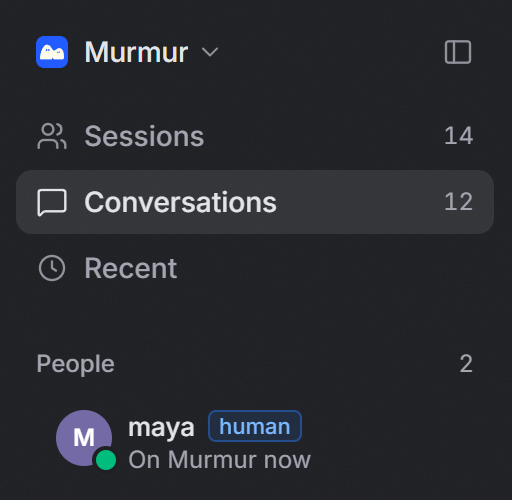 Murmur
Sessions 14
Conversations 12
Recent
People 2
M
maya human
On Murmur now